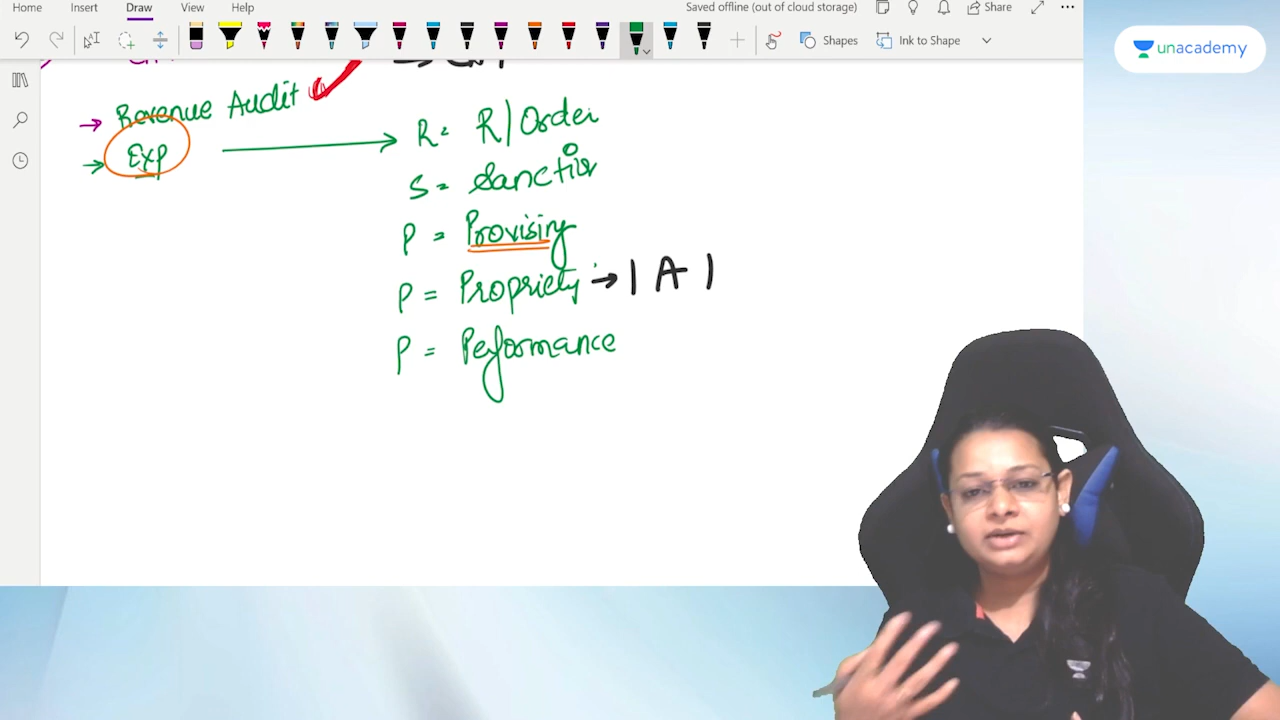 Home Insert Draw View Help Saved offline (out of cloud storage) Share
Shapes Ink to Shape
unacademy
→ Revenue Audit
→ Exp → R = R/Order
S = Sanction
P = Provising
P = Propriety → | A |
P = Performance